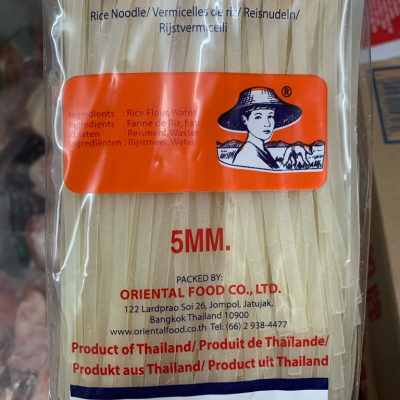 Rice Noodle/ Vermicelles de riz/ Reisnudeln/
Rijstvermicelli
®
Ingredients : Rice Flour, Water
Ingredients : Farine de Riz, Eau
Zutaten : Reismehl, Wasser
Ingrediënten : Rijstmeel, Water
5MM.
PACKED BY:
ORIENTAL FOOD CO., LTD.
122 Lardprao Soi 26, Jompol, Jatujak,
Bangkok Thailand 10900
www.orientalfood.co.th Tel: (66) 2 938-4477
Product of Thailand/ Produit de Thaïlande/
Produkt aus Thailand/ Product uit Thailand